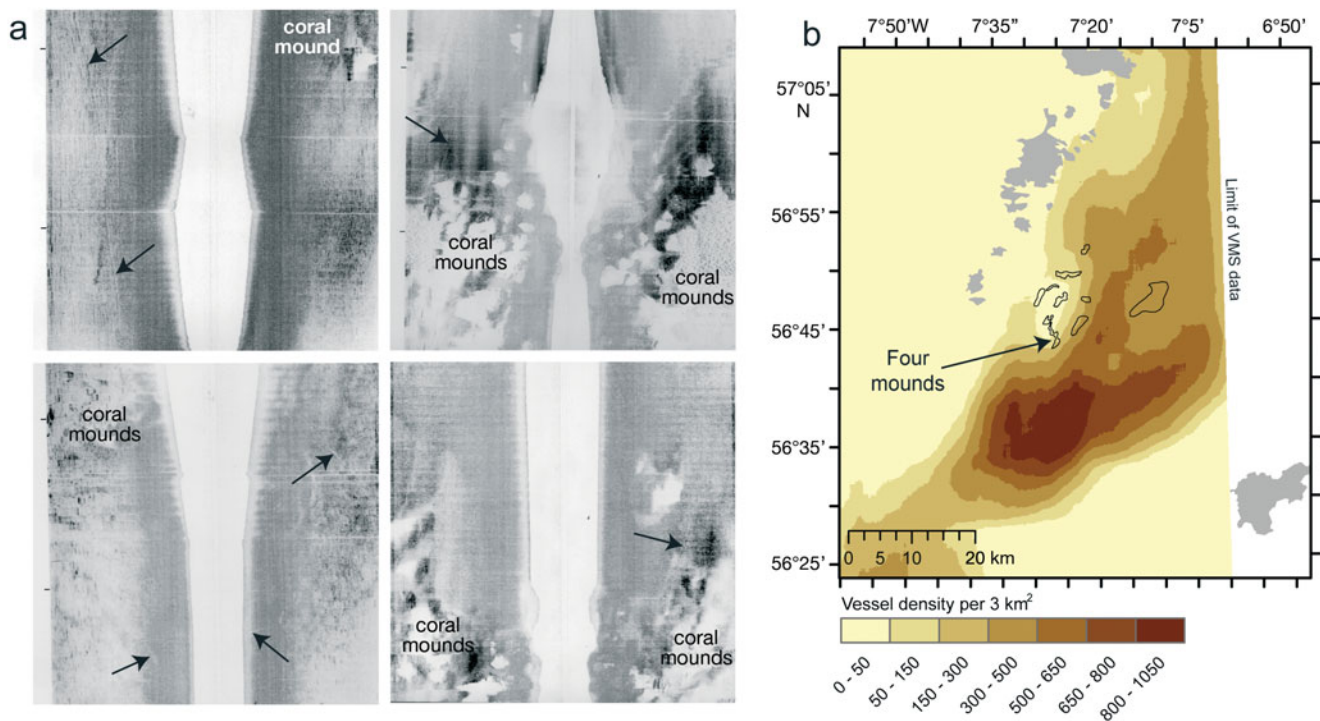 a
coral
mound
coral
mounds
coral
mounds
coral
mounds
coral
mounds
coral
mounds
b
7°50"
7°35"
7°20"
7°5"
6°50"
57°05'
N
56°55'
56°45'
56°35'
56°25'
Limit of VMS data
Four
mounds
0 5 10 20 km
Vessel density per 3 km²
0 - 50
50 - 150
150 - 300
300 - 500
500 - 650
650 - 800
800 - 1050